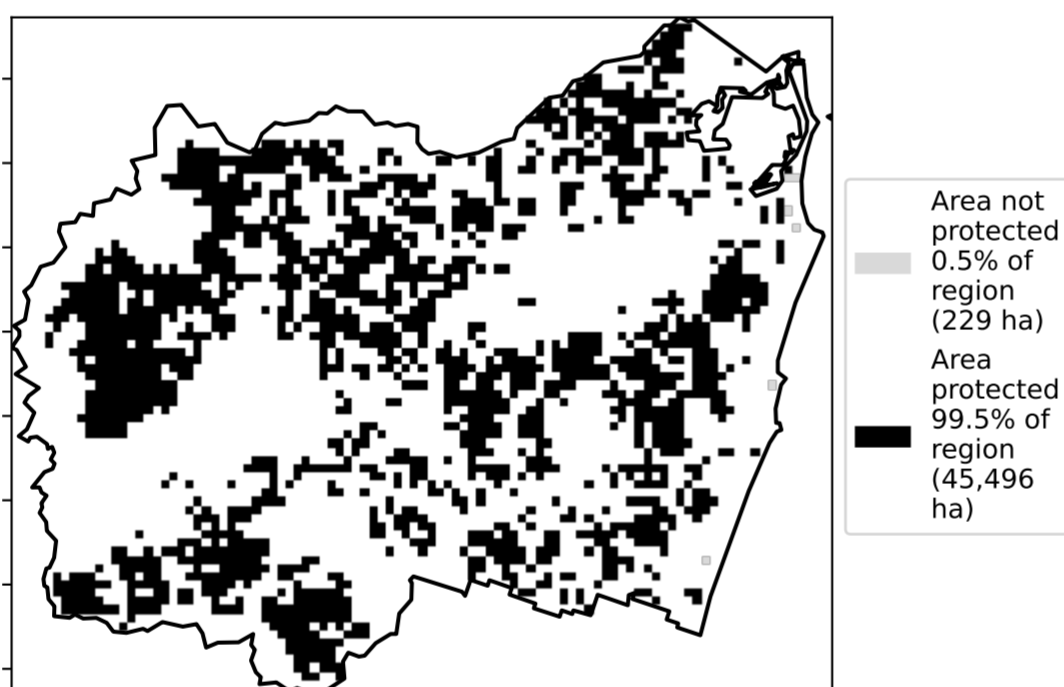 Area not
protected
0.5% of
region
(229 ha)
Area
protected
99.5% of
region
(45,496
ha)